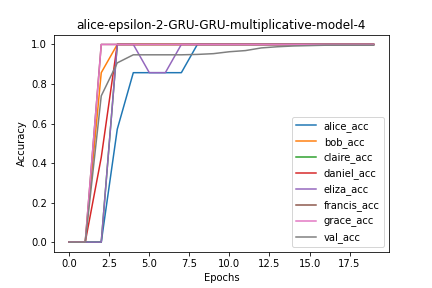 alice-epsilon-2-GRU-GRU-multiplicative-model-4
1.0
0.8
0.6
0.4
0.2
0.0
Accuracy
alice_acc
bob_acc
claire_acc
daniel_acc
eliza_acc
francis_acc
grace_acc
val_acc
0.0 2.5 5.0 7.5 10.0 12.5 15.0 17.5
Epochs